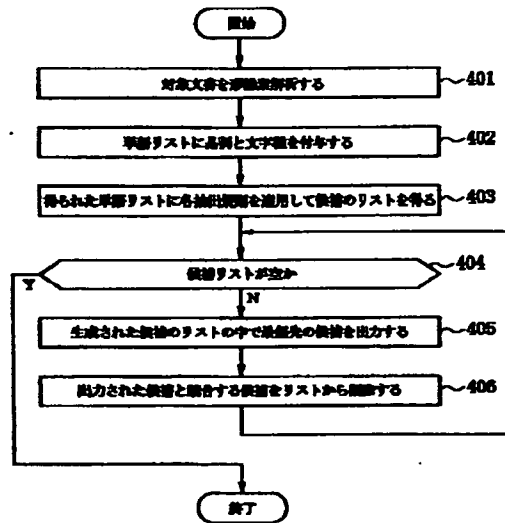 開始
対象文書を形態素解析する
401
単語リストに品詞と文字種を付与する
402
得られた単語リストに各抽出規則を適用して候補のリストを得る
403
候補リストが空か
404
Y
N
生成された候補のリストの中で最優先の候補を出力する
405
出力された候補と競合する候補をリストから削除する
406
終了